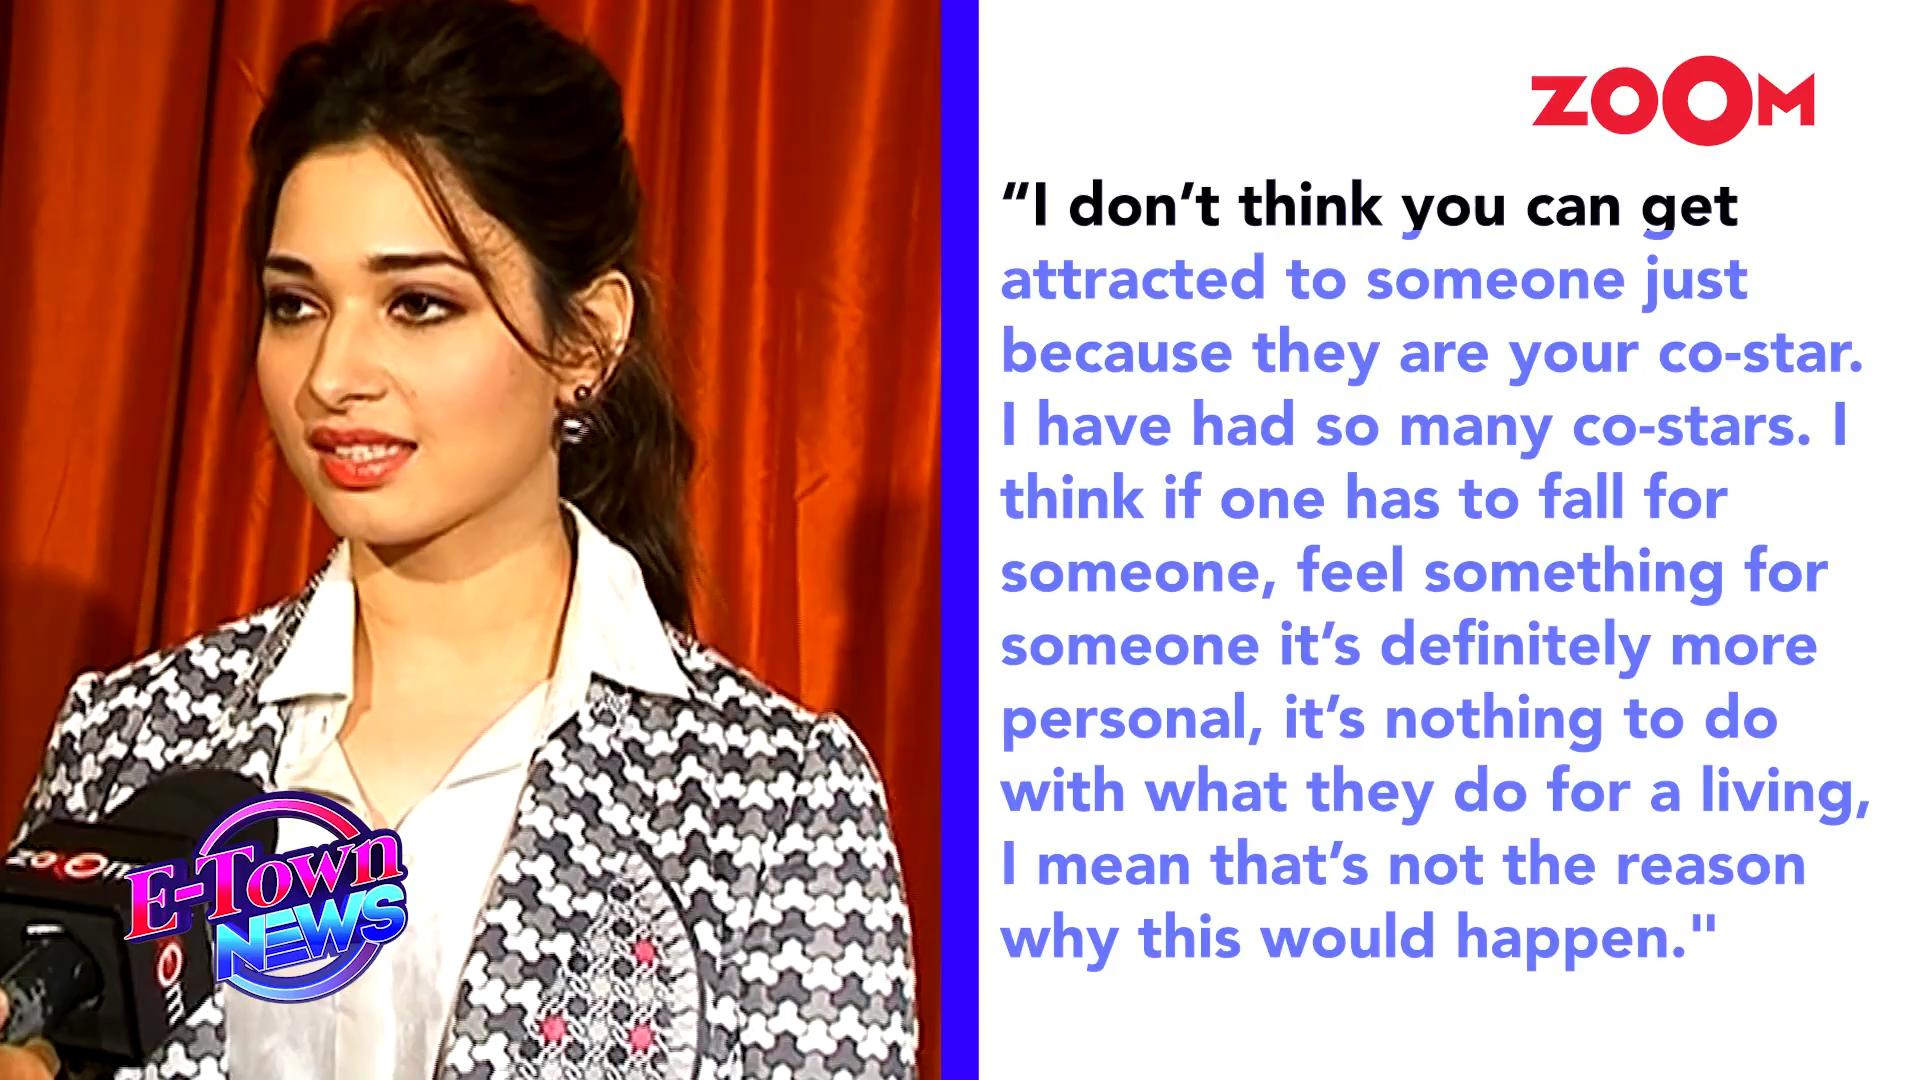 ZOOM
“I don’t think you can get
attracted to someone just
because they are your co-star.
I have had so many co-stars. I
think if one has to fall for
someone, feel something for
someone it’s definitely more
personal, it’s nothing to do
with what they do for a living,
I mean that’s not the reason
why this would happen."
zoom
E-TOWN
NEWS